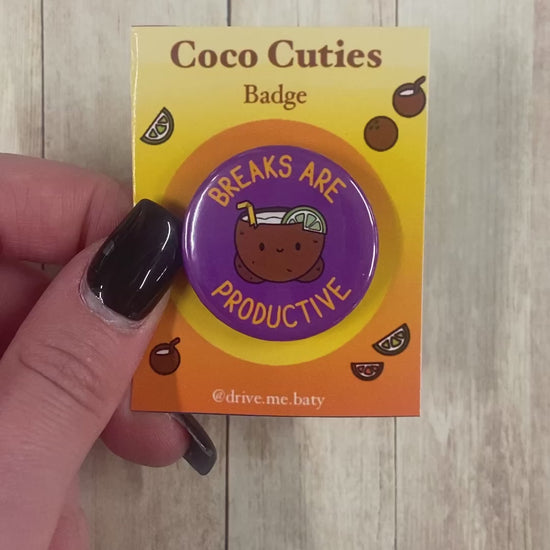 Coco Cuties
Badge
BREAKS ARE
PRODUCTIVE
@drive.me.baty